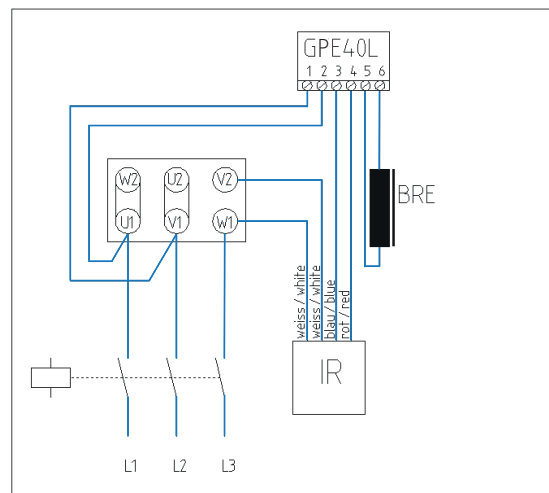 GPE40L
1 2 3 4 5 6
W2 U2 V2
U1 V1 W1
BRE
weiss / white
weiss / white
blau / blue
rot / red
IR
L1 L2 L3